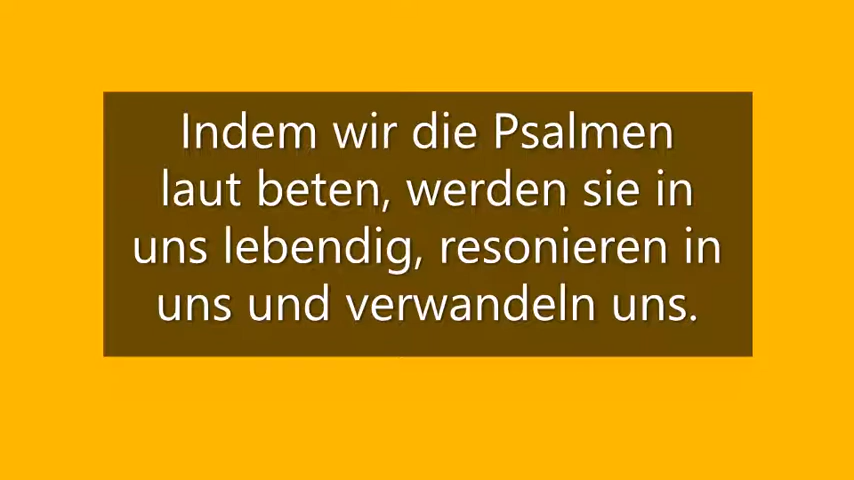 Indem wir die Psalmen
laut beten, werden sie in
uns lebendig, resonieren in
uns und verwandeln uns.